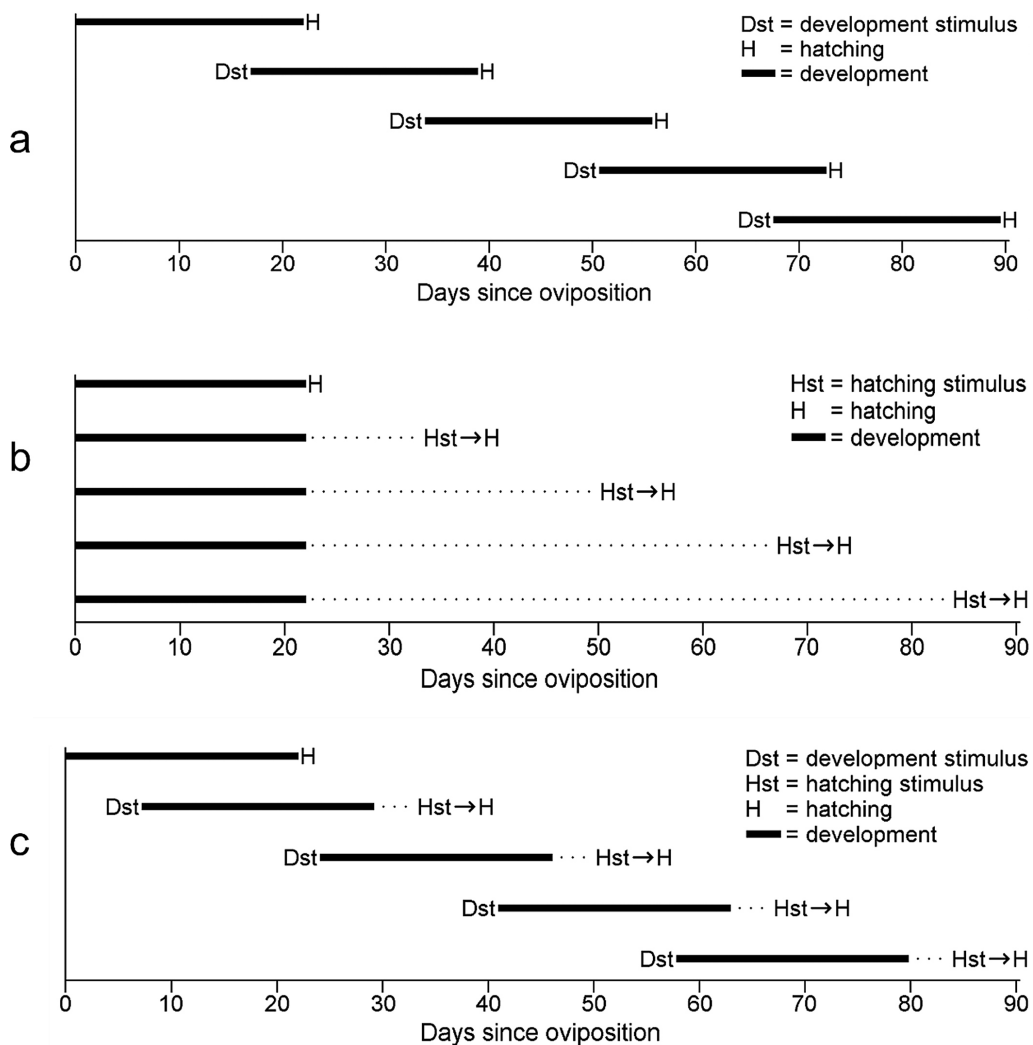 H
Dst = development stimulus
H = hatching
= development
Dst H
a
Dst H
Dst H
Dst H
0 10 20 30 40 50 60 70 80 90
Days since oviposition
H
Hst = hatching stimulus
H = hatching
= development
Hst→H
b
Hst→H
Hst→H
Hst→H
0 10 20 30 40 50 60 70 80 90
Days since oviposition
H
Dst = development stimulus
Hst = hatching stimulus
H = hatching
= development
Dst Hst→H
c
Dst Hst→H
Dst Hst→H
Dst Hst→H
0 10 20 30 40 50 60 70 80 90
Days since oviposition